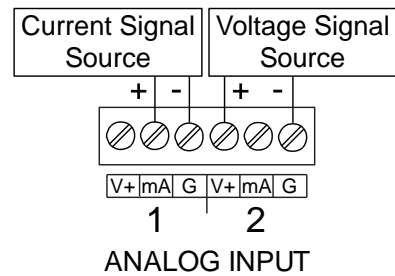 Current Signal Source
Voltage Signal Source
+ - + -
V+ mA G V+ mA G
1 2
ANALOG INPUT